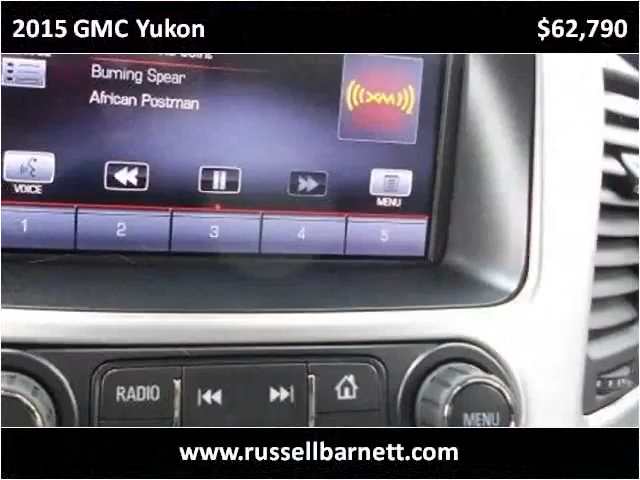 2015 GMC Yukon $62,790
Burning Spear
African Postman
XM
VOICE
MENU
1 2 3 4 5
RADIO
MENU
www.russellbarnett.com